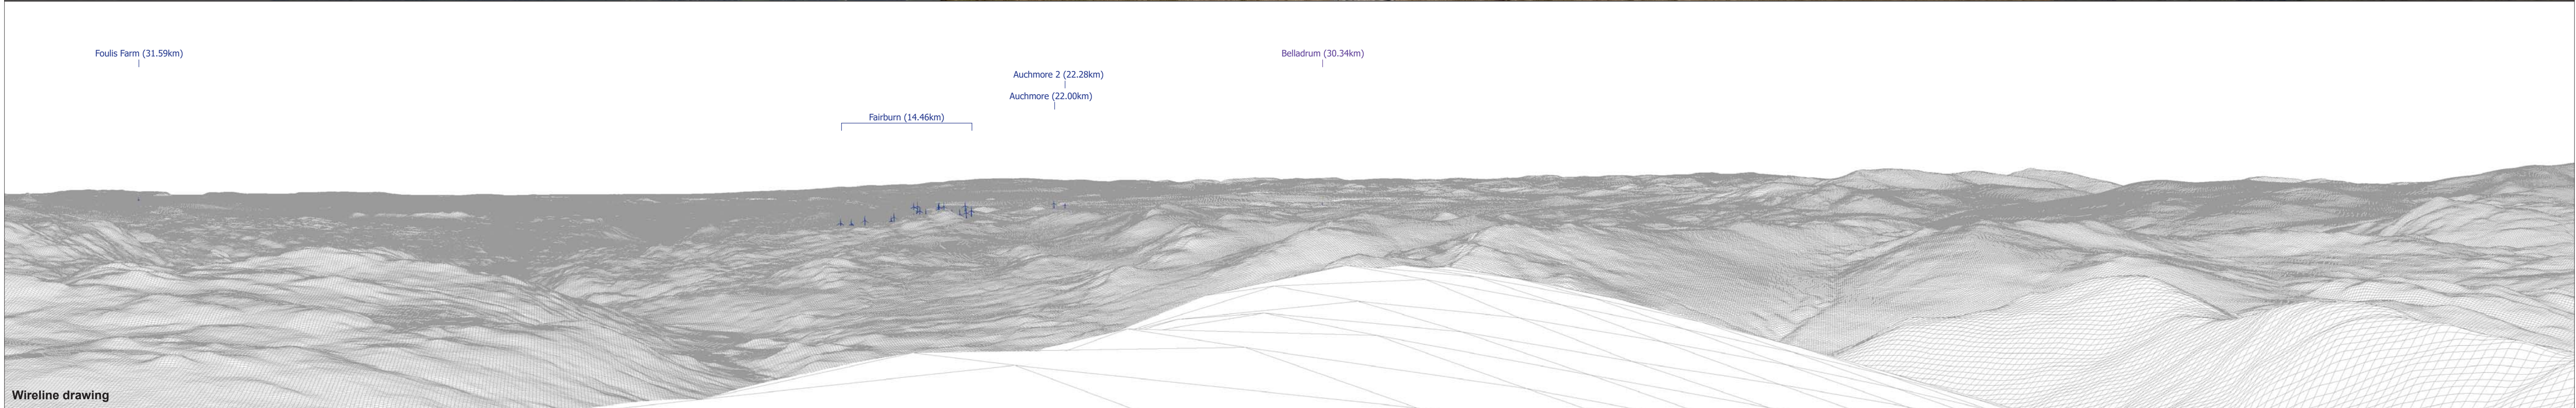 Foulis Farm (31.59km)
Belladrum (30.34km)
Auchmore 2 (22.28km)
Auchmore (22.00km)
Fairburn (14.46km)
Wireline drawing